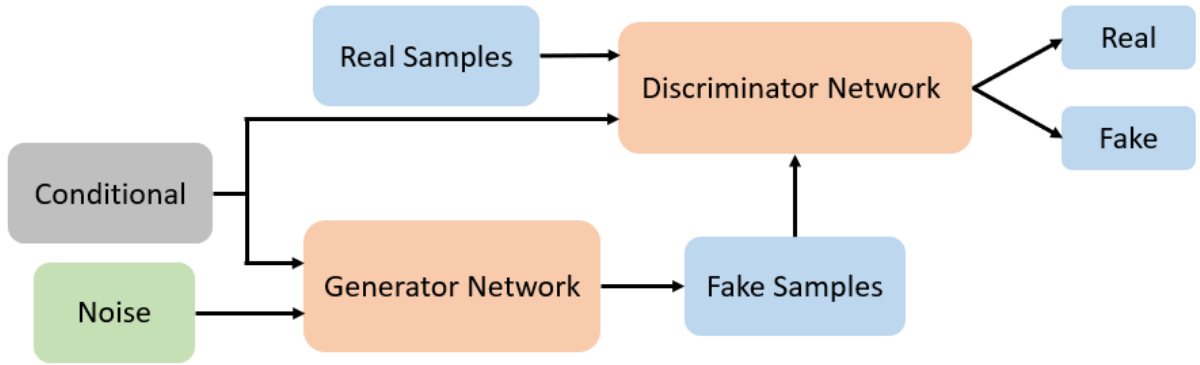 Real Samples
Discriminator Network
Real
Fake
Conditional
Noise
Generator Network
Fake Samples